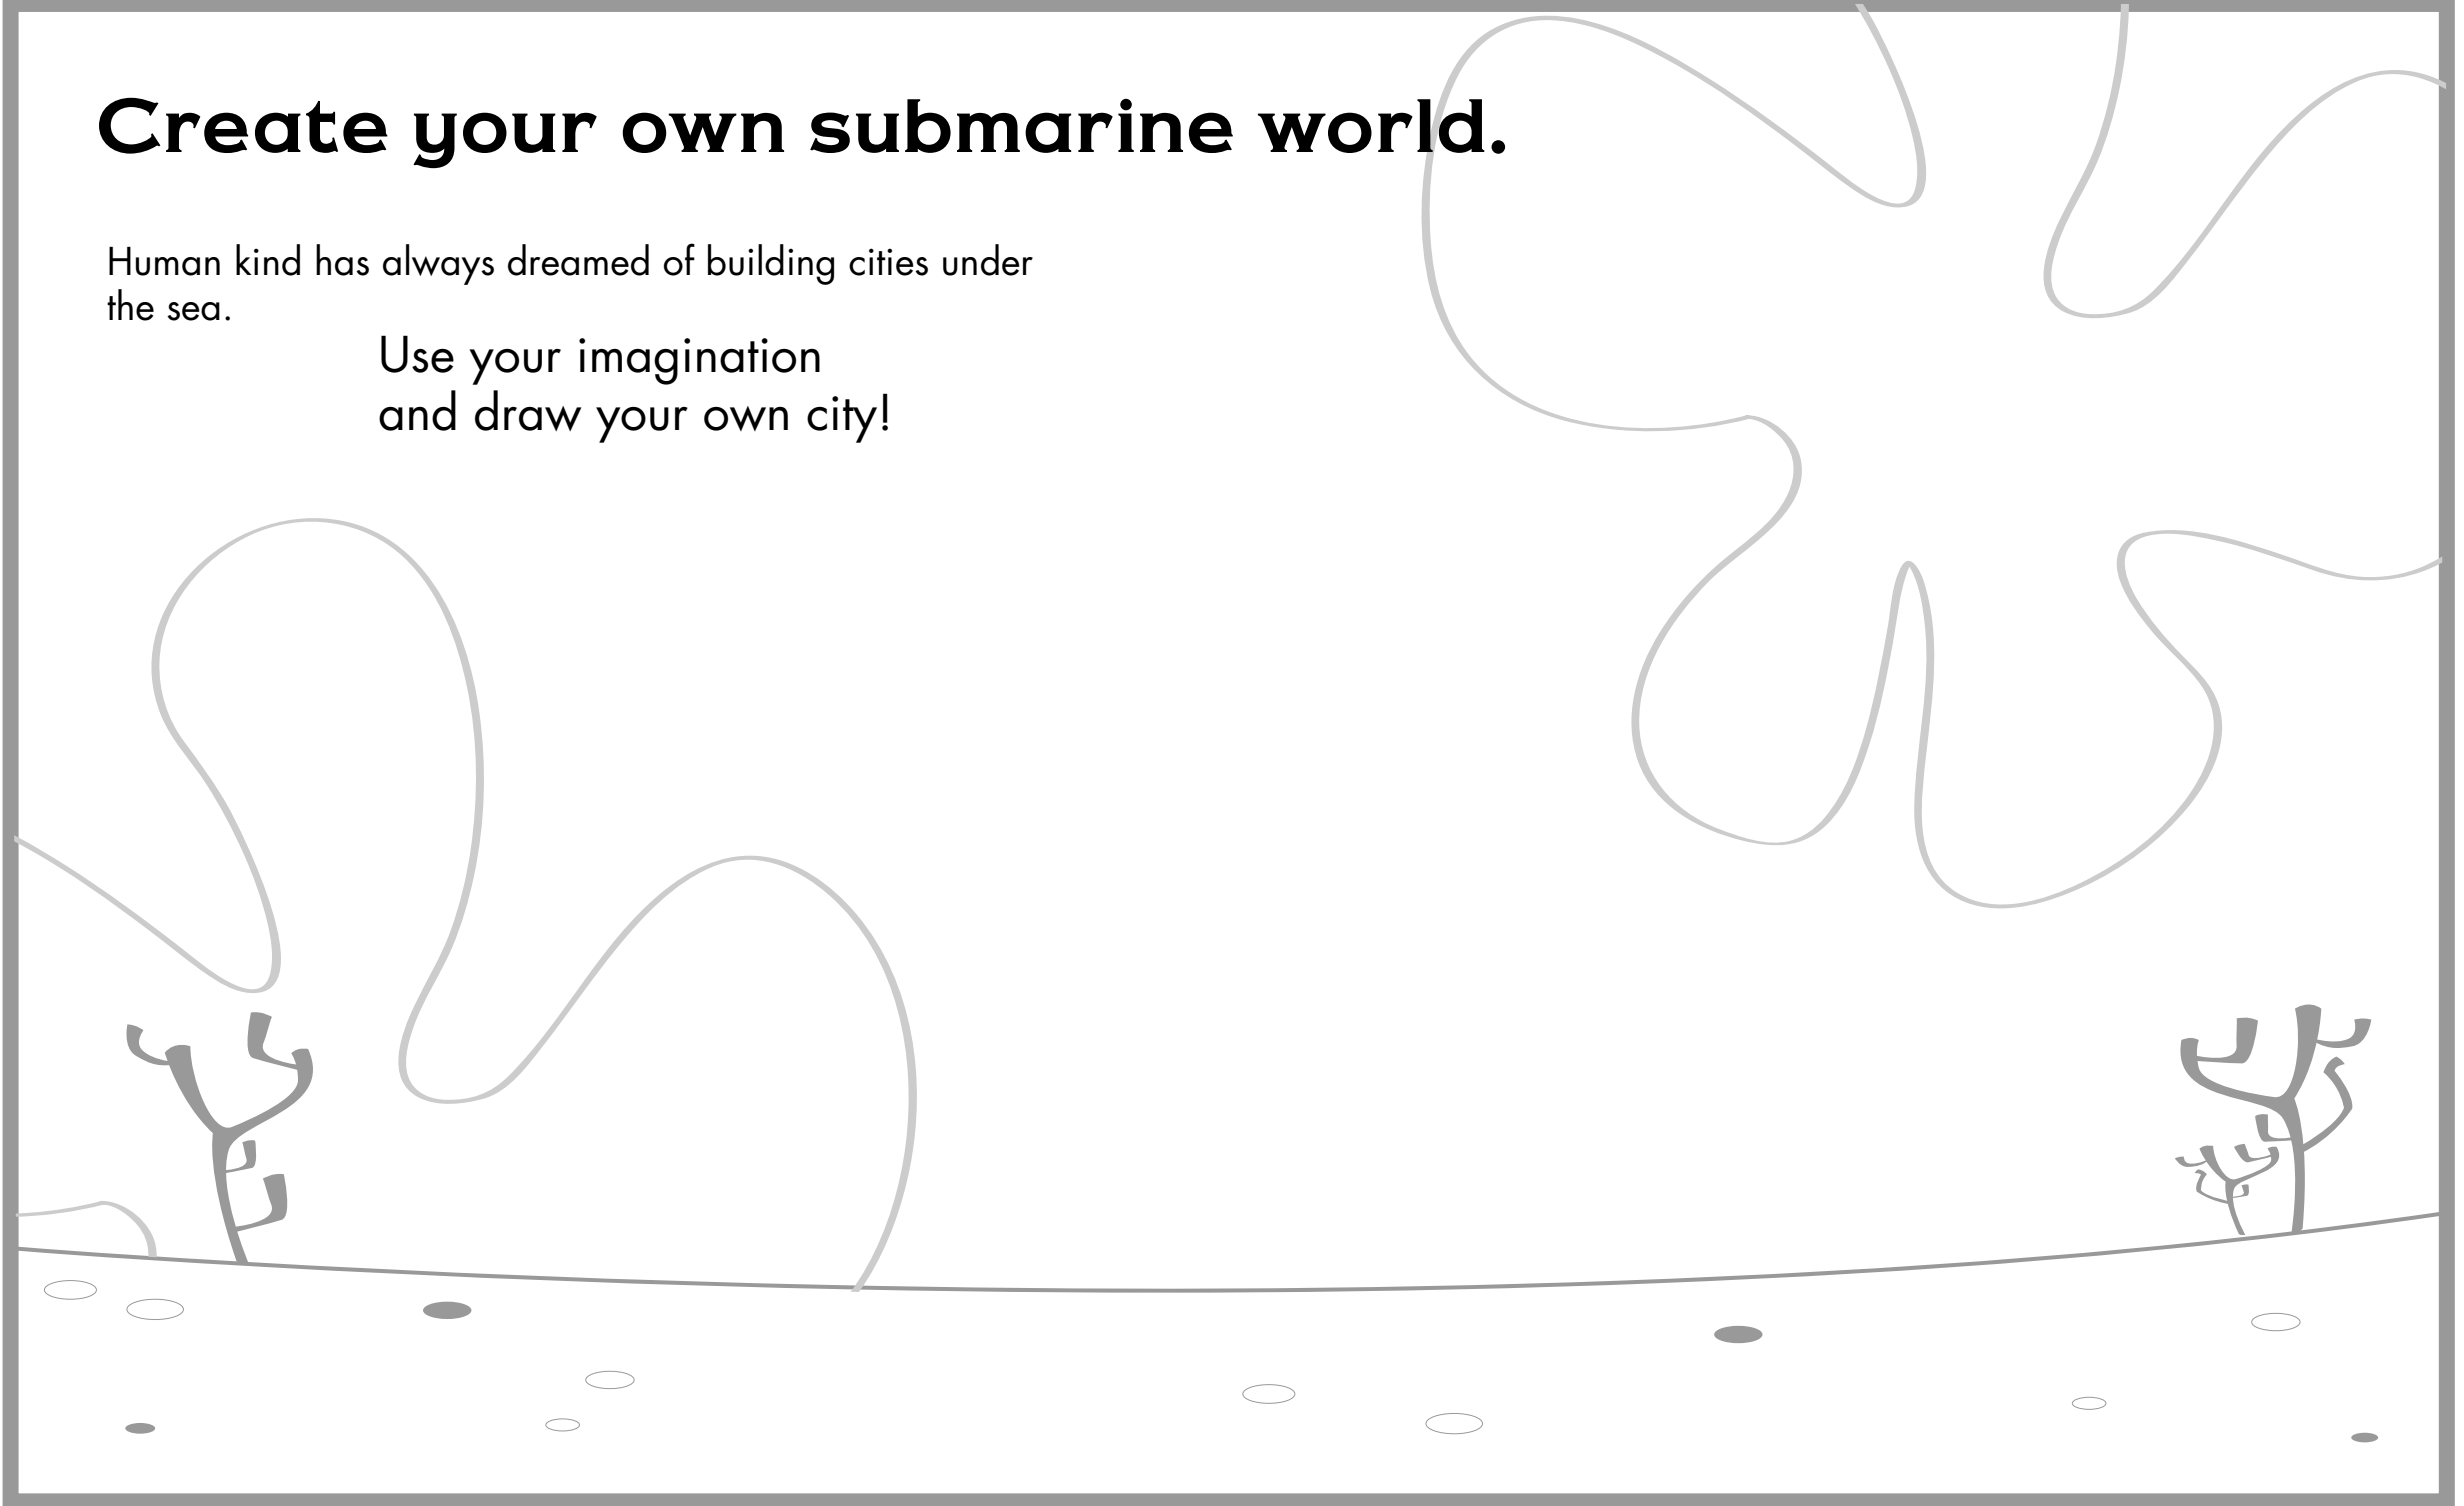 Create your own submarine world.
Human kind has always dreamed of building cities under
the sea.
Use your imagination
and draw your own city!